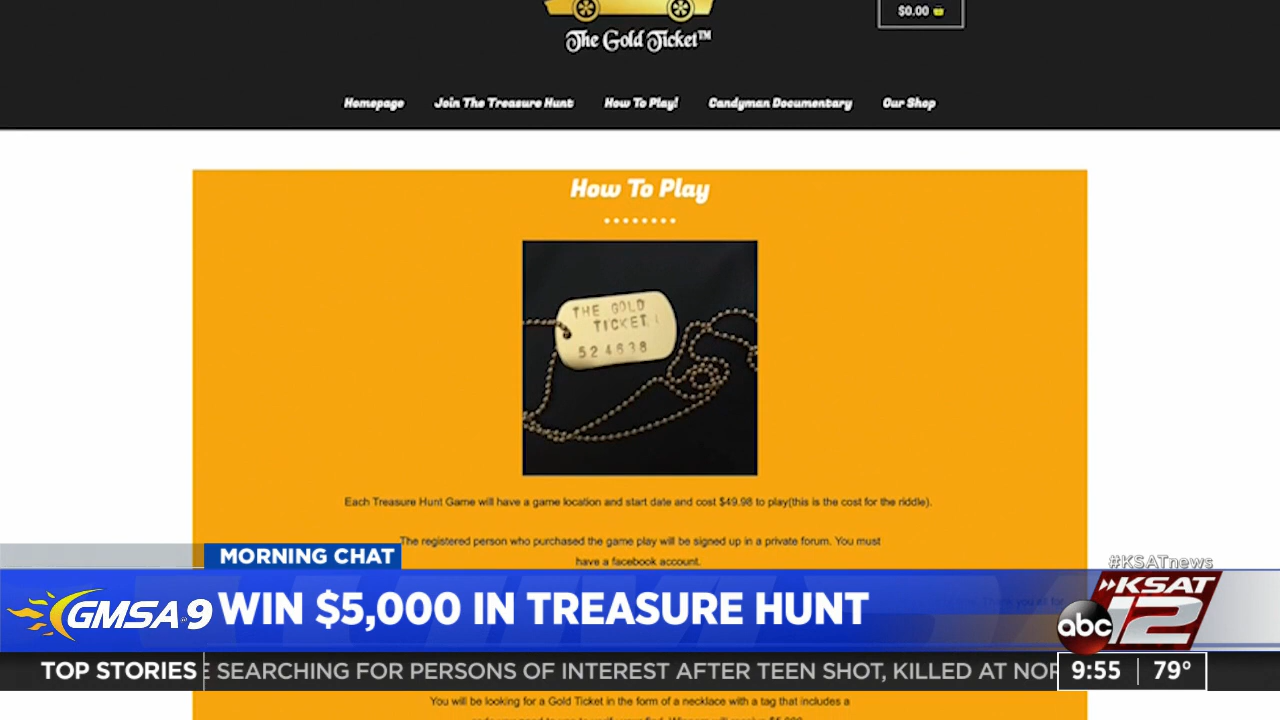 The Gold Ticket™
$0.00
Homepage Join The Treasure Hunt How To Play! Candyman Documentary Our Shop
How To Play
THE GOLD
TICKET!
524638
Each Treasure Hunt Game will have a game location and start date and cost $49.98 to play(this is the cost for the riddle).
The registered person who purchased the game play will be signed up in a private forum. You must
have a facebook account.
MORNING CHAT
#KSATnews
GMSA@9
WIN $5,000 IN TREASURE HUNT
KSAT
abc 12
TOP STORIES
SEARCHING FOR PERSONS OF INTEREST AFTER TEEN SHOT, KILLED AT
9:55 79°
You will be looking for a Gold Ticket in the form of a necklace with a tag that includes a